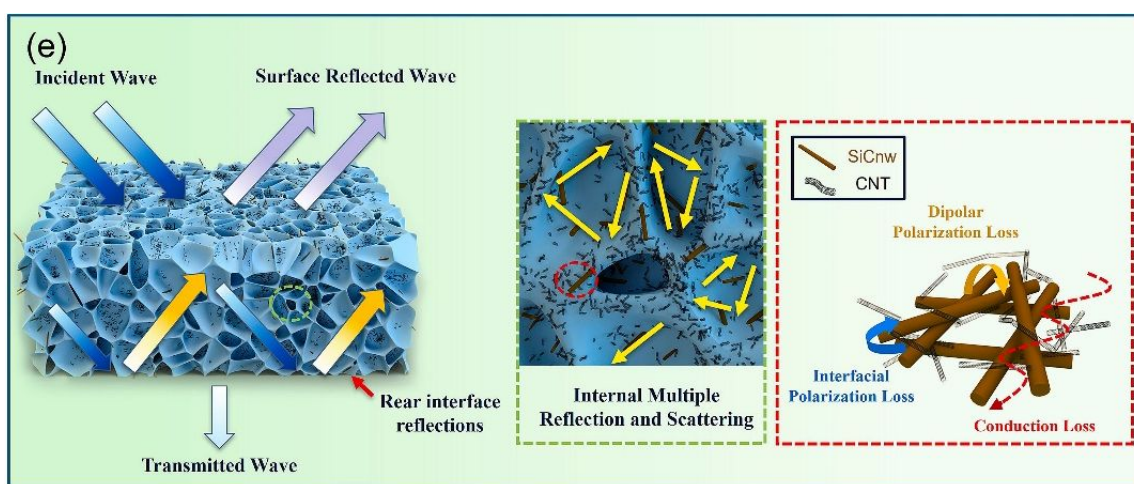 (e)
Incident Wave
Surface Reflected Wave
Rear interface
reflections
Transmitted Wave
Internal Multiple
Reflection and Scattering
SiCnw
CNT
Dipolar
Polarization Loss
Interfacial
Polarization Loss
Conduction Loss